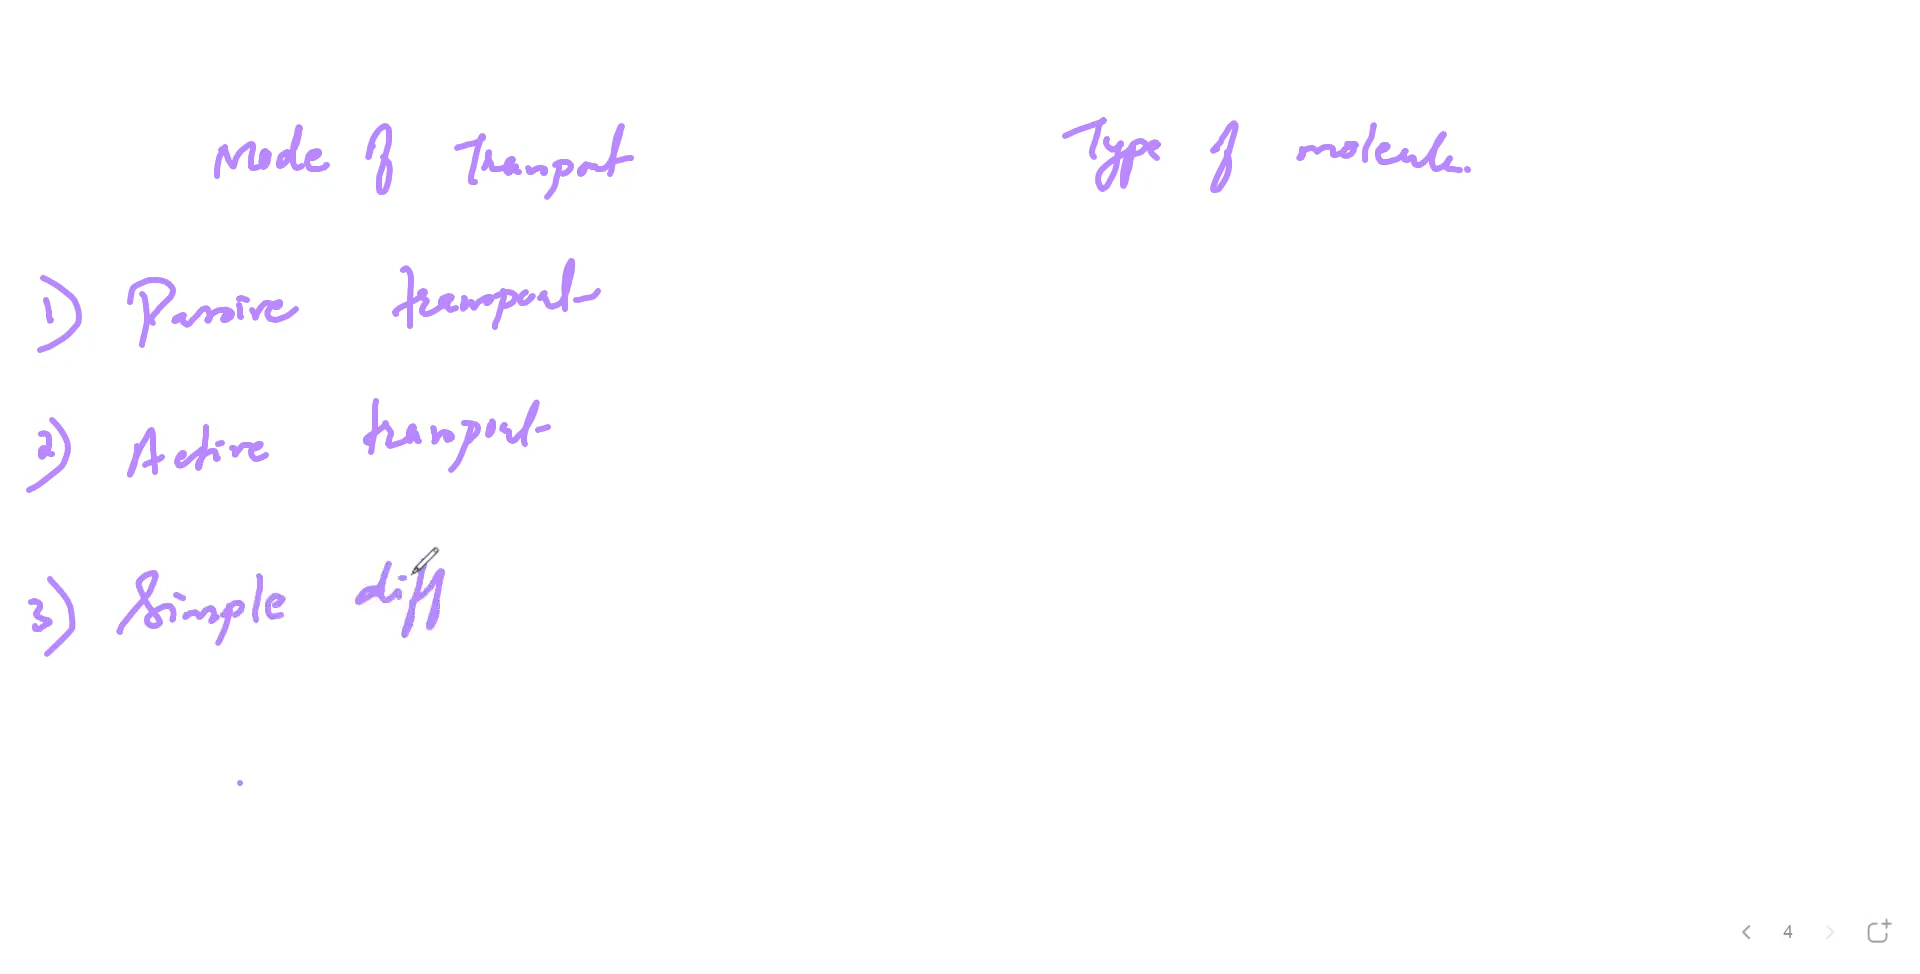 Mode of Transport
Type of molecule.
1) Passive transport
2) Active transport
3) Simple diff
4